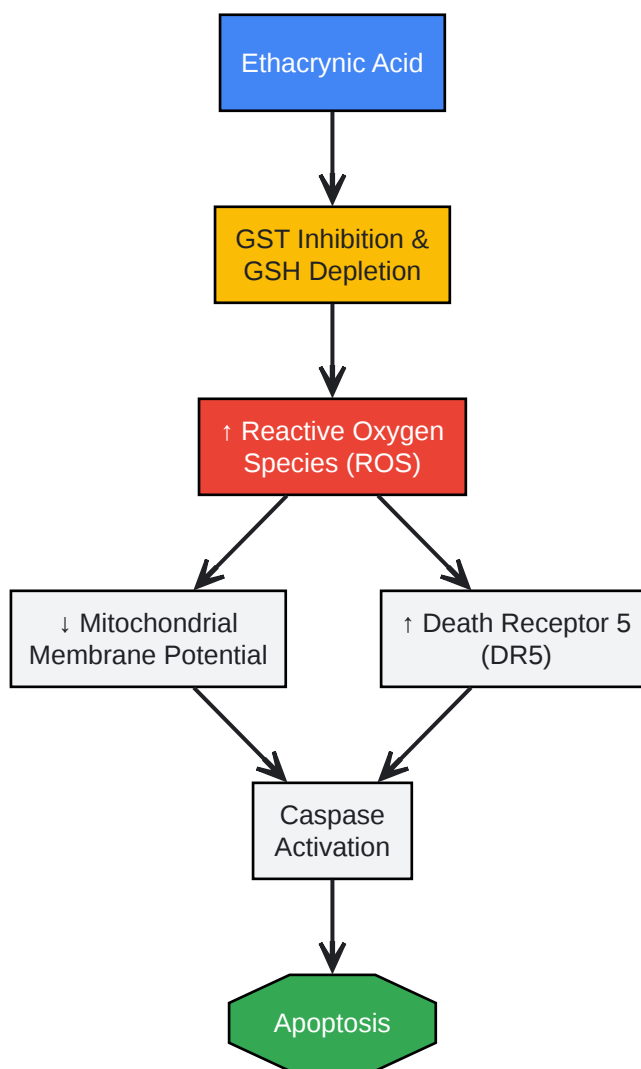 Ethacrynic Acid
GST Inhibition &
GSH Depletion
↑ Reactive Oxygen
Species (ROS)
↓ Mitochondrial
Membrane Potential
↑ Death Receptor 5
(DR5)
Caspase
Activation
Apoptosis